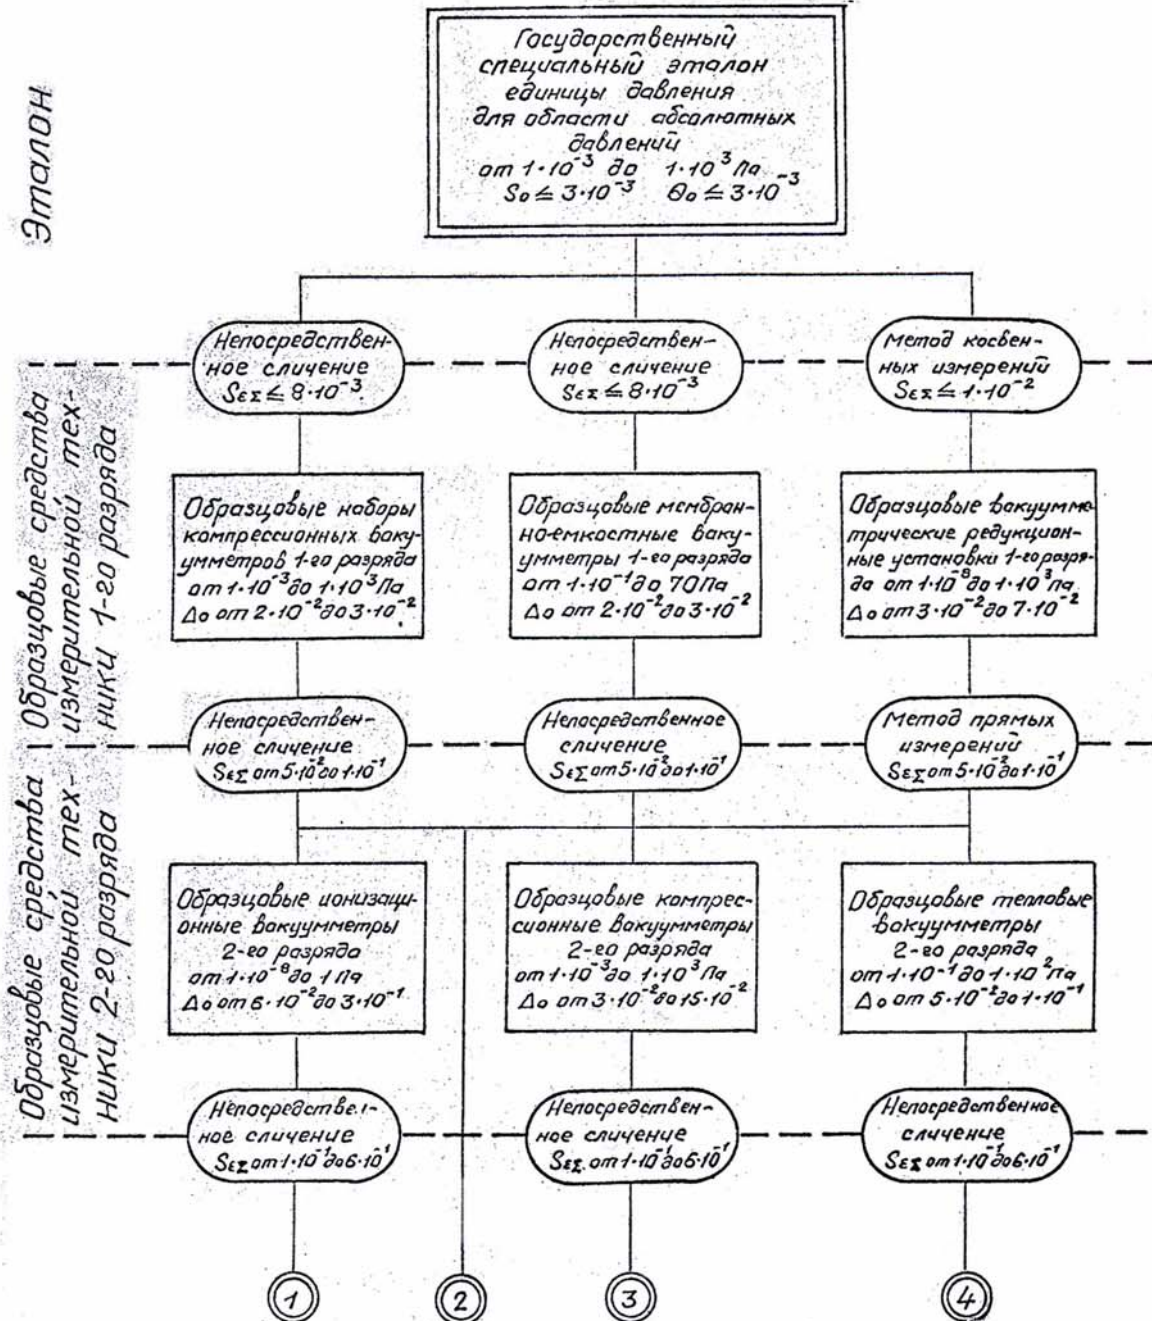 Эталон
Государственный
специальный эталон
единицы давления
для области абсолютных
давлений
от 1·10⁻³ до 1·10³ Па
S₀ ≤ 3·10⁻³ Θ₀ ≤ 3·10⁻³
Непосредствен-
ное сличение
SεΣ ≤ 8·10⁻³
Непосредствен-
ное сличение
SεΣ ≤ 8·10⁻³
Метод косвен-
ных измерений
SεΣ ≤ 1·10⁻²
Образцовые средства
измерительной тех-
ники 1-го разряда
Образцовые наборы
компрессионных ваку-
умметров 1-го разряда
от 1·10⁻³ до 1·10³ Па
Δ₀ от 2·10⁻² до 3·10⁻²
Образцовые мембран-
но-емкостные ваку-
умметры 1-го разряда
от 1·10⁻¹ до 70 Па
Δ₀ от 2·10⁻² до 3·10⁻²
Образцовые вакуумме-
трические редукцион-
ные установки 1-го разря-
да от 1·10⁻⁸ до 1·10³ Па
Δ₀ от 3·10⁻² до 7·10⁻²
Непосредствен-
ное сличение
SεΣ от 5·10⁻² до 1·10⁻¹
Непосредственное
сличение
SεΣ от 5·10⁻² до 1·10⁻¹
Метод прямых
измерений
SεΣ от 5·10⁻² до 1·10⁻¹
Образцовые средства
измерительной тех-
ники 2-го разряда
Образцовые ионизаци-
онные вакуумметры
2-го разряда
от 1·10⁻⁸ до 1 Па
Δ₀ от 6·10⁻² до 3·10⁻¹
Образцовые компрес-
сионные вакуумметры
2-го разряда
от 1·10⁻³ до 1·10³ Па
Δ₀ от 3·10⁻² до 15·10⁻²
Образцовые тепловые
вакуумметры
2-го разряда
от 1·10⁻¹ до 1·10² Па
Δ₀ от 5·10⁻² до 1·10⁻¹
Непосредствен-
ное сличение
SεΣ от 1·10⁻¹ до 6·10⁻¹
Непосредствен-
ное сличение
SεΣ от 1·10⁻¹ до 6·10⁻¹
Непосредственное
сличение
SεΣ от 1·10⁻¹ до 6·10⁻¹
1
2
3
4